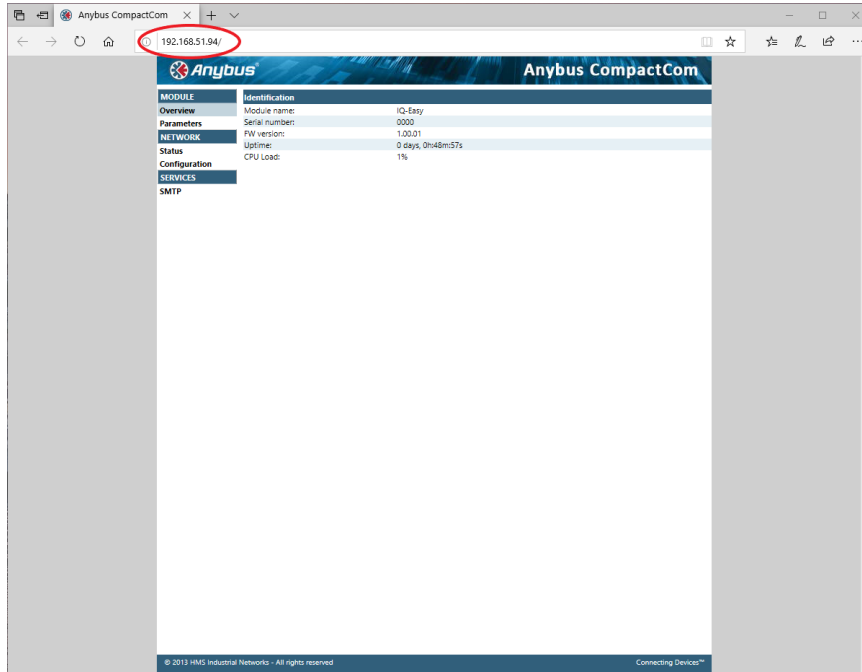 Anybus CompactCom
192.168.51.94/
Anybus® Anybus CompactCom
MODULE
Overview
Parameters
NETWORK
Status
Configuration
SERVICES
SMTP
Identification
Module name: IQ-Easy
Serial number: 0000
FW version: 1.00.01
Uptime: 0 days, 0h:48m:57s
CPU Load: 1%
© 2013 HMS Industrial Networks - All rights reserved Connecting Devices™